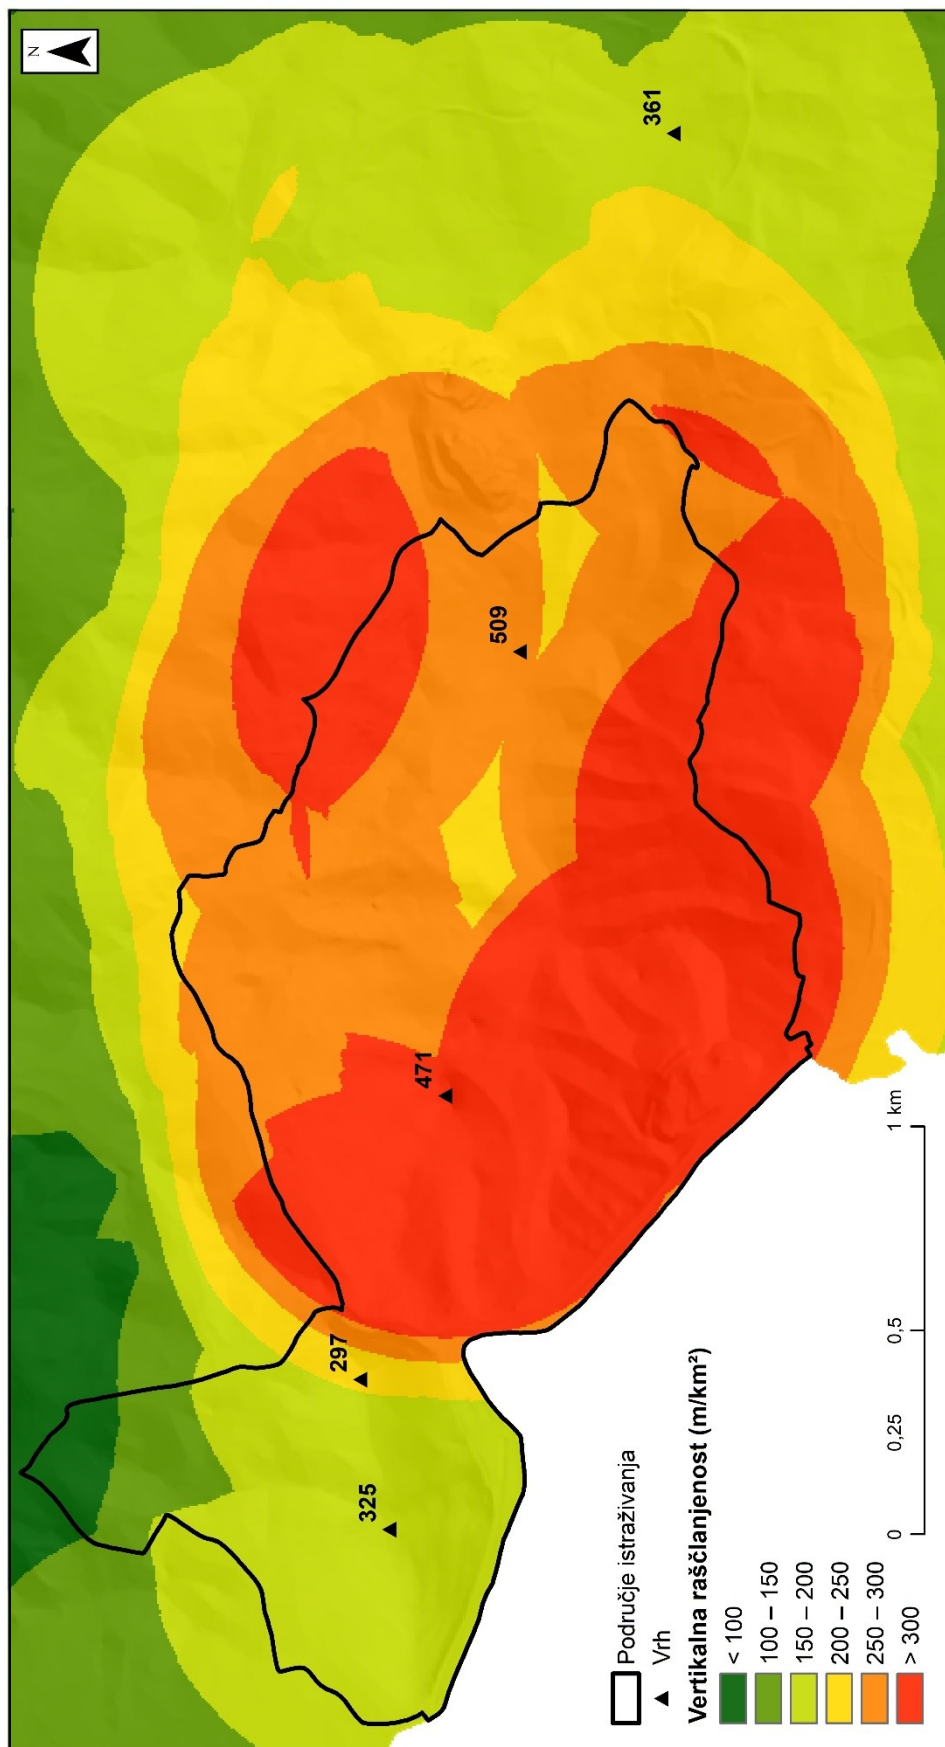 N
361
509
471
297
325
Područje istraživanja
Vrh
Vertikalna raščlanjenost (m/km²)
< 100
100 – 150
150 – 200
200 – 250
250 – 300
> 300
0 0,25 0,5 1 km